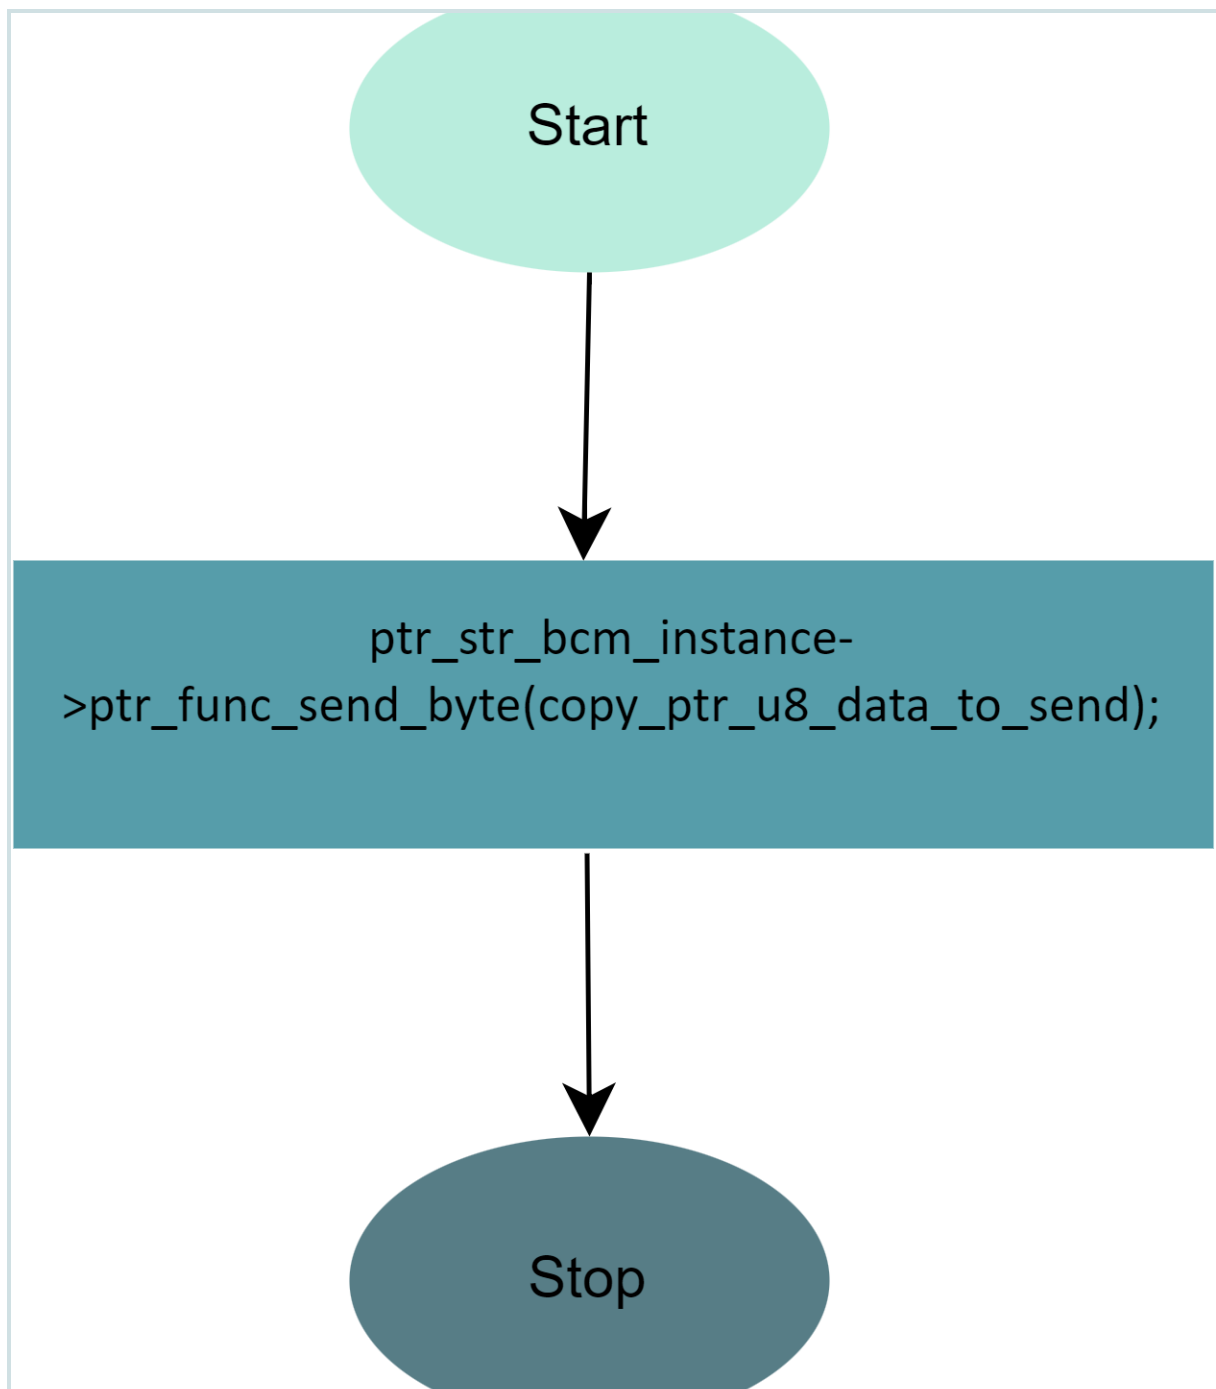 Start
ptr_str_bcm_instance-
>ptr_func_send_byte(copy_ptr_u8_data_to_send);
Stop